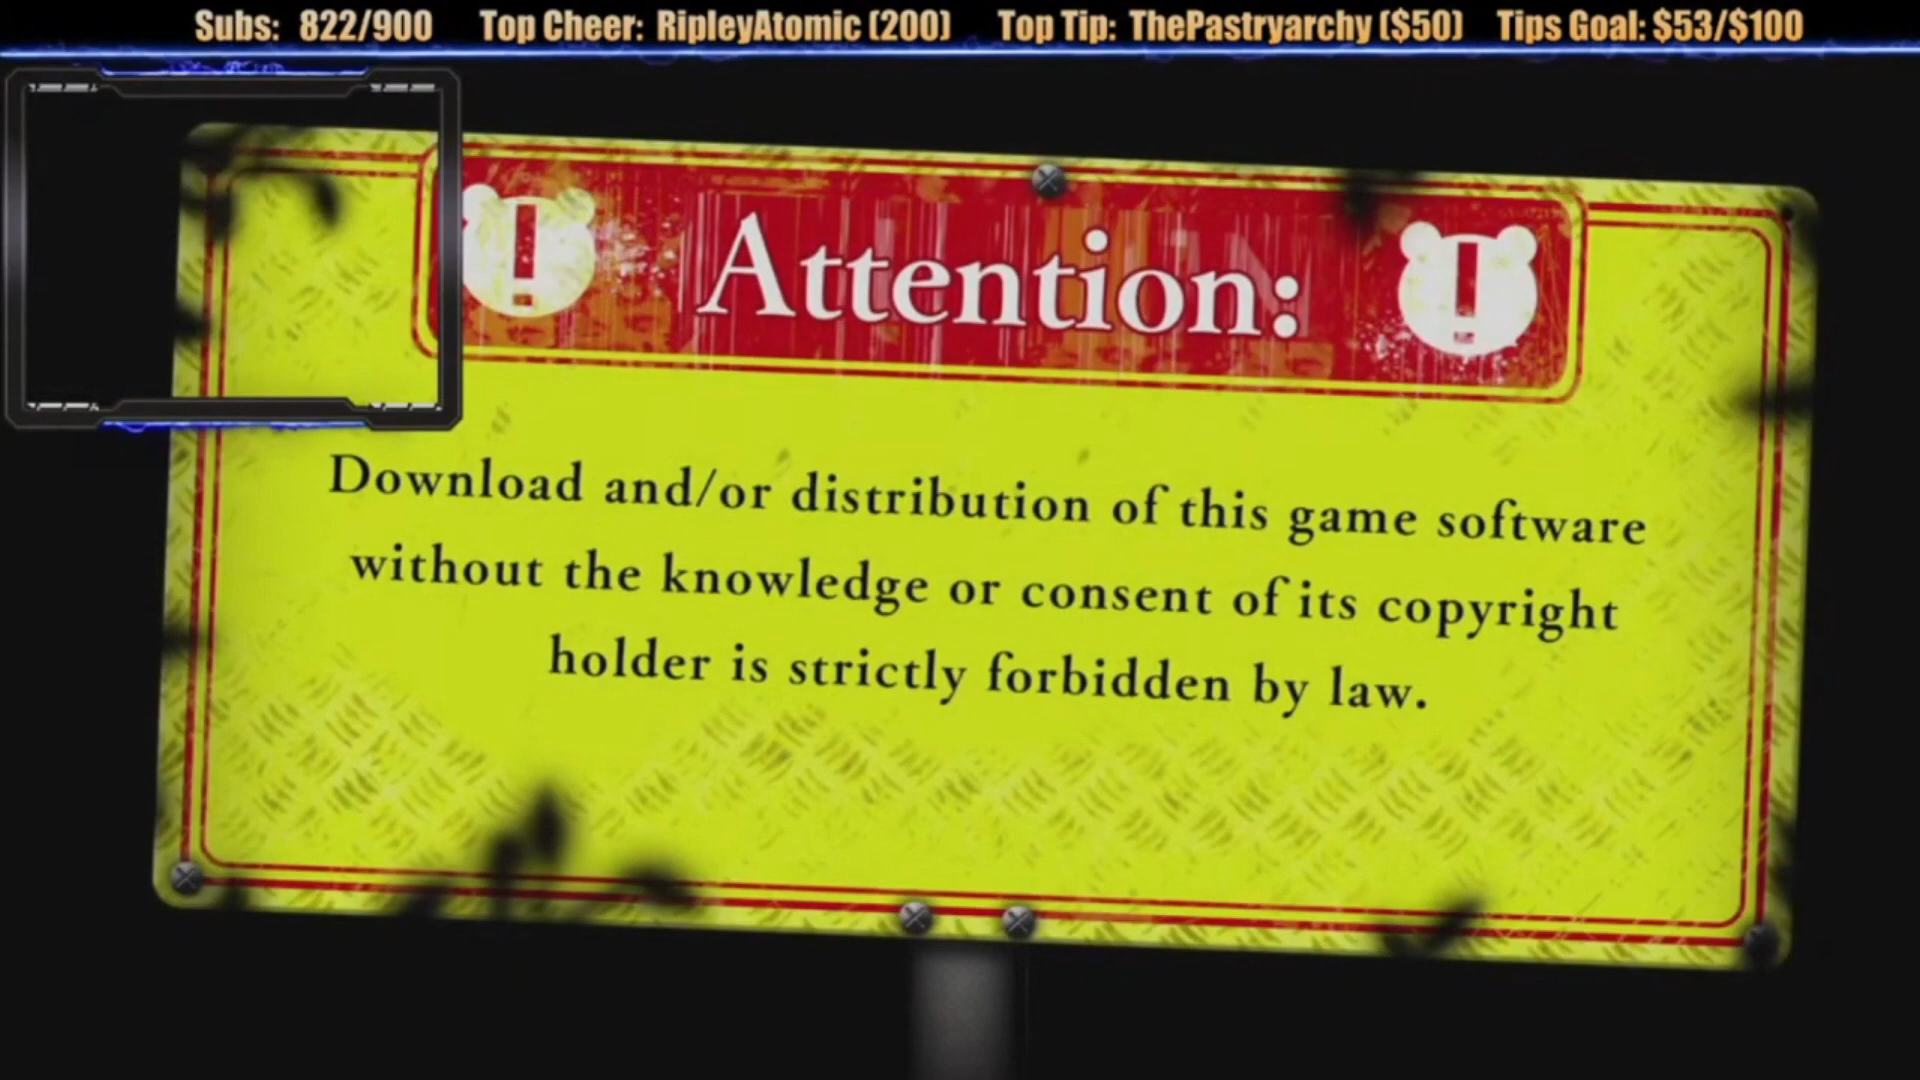 Subs: 822/900 Top Cheer: RipleyAtomic (200) Top Tip: ThePastryarchy ($50) Tips Goal: $53/$100
Attention:
Download and/or distribution of this game software
without the knowledge or consent of its copyright
holder is strictly forbidden by law.